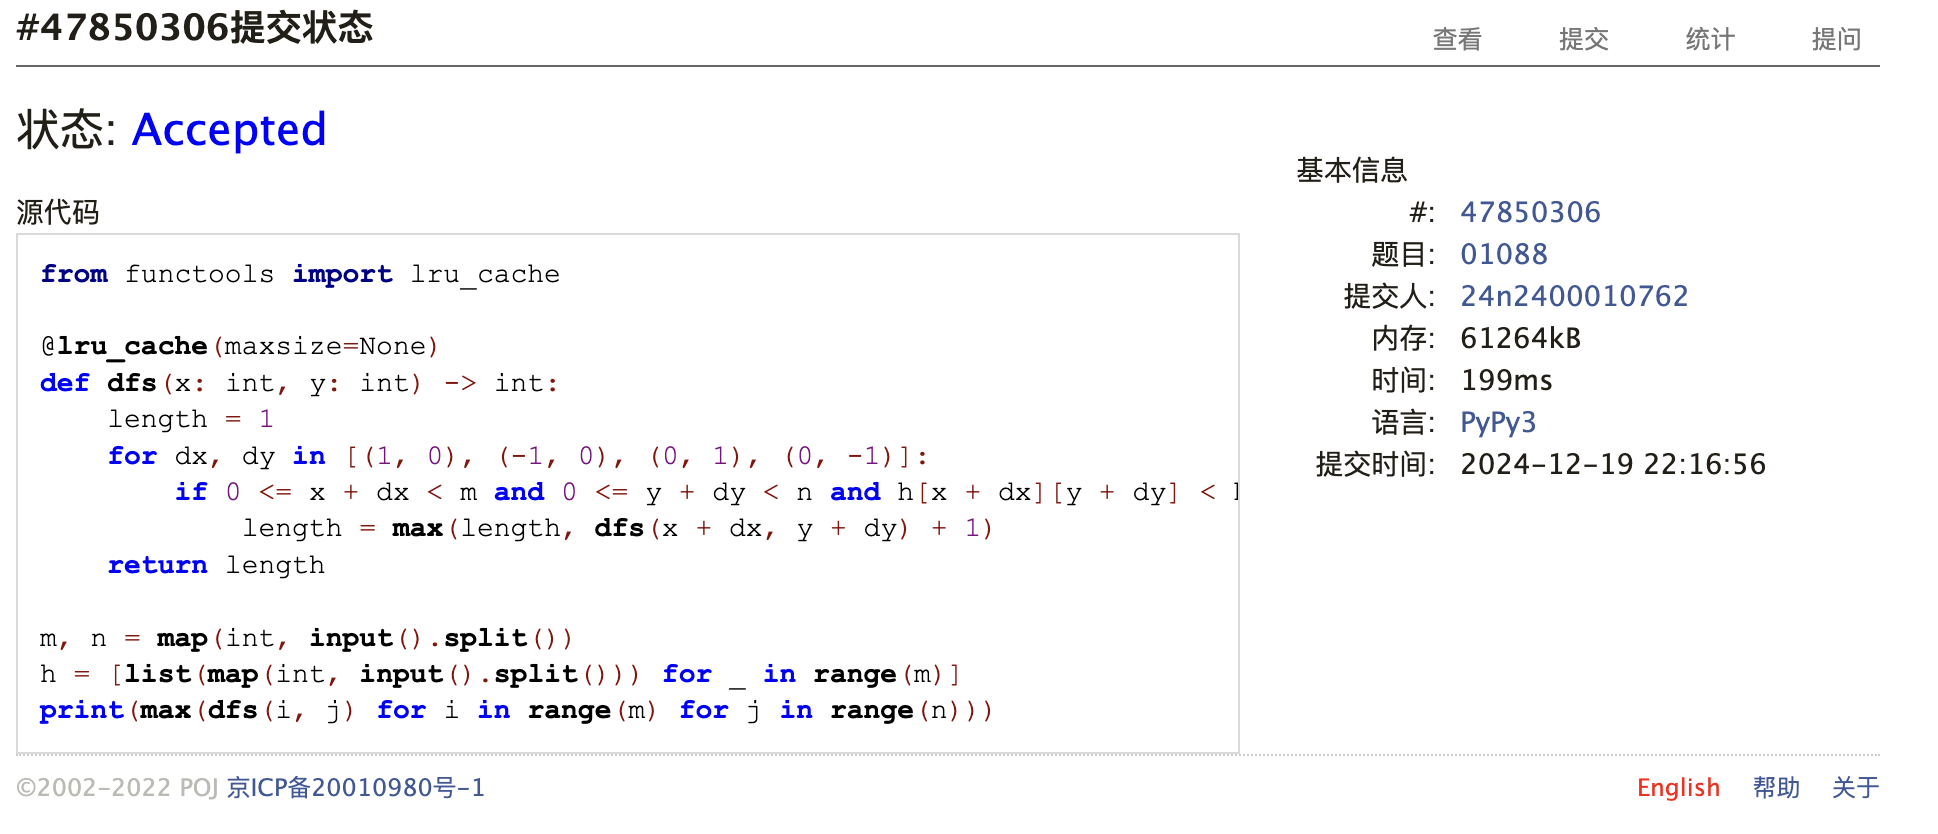 #47850306提交状态
查看 提交 统计 提问
状态: Accepted
源代码
from functools import lru_cache
@lru_cache(maxsize=None)
def dfs(x: int, y: int) -> int:
    length = 1
    for dx, dy in [(1, 0), (-1, 0), (0, 1), (0, -1)]:
        if 0 <= x + dx < m and 0 <= y + dy < n and h[x + dx][y + dy] <
            length = max(length, dfs(x + dx, y + dy) + 1)
    return length
m, n = map(int, input().split())
h = [list(map(int, input().split())) for _ in range(m)]
print(max(dfs(i, j) for i in range(m) for j in range(n)))
基本信息
#: 47850306
题目: 01088
提交人: 24n2400010762
内存: 61264kB
时间: 199ms
语言: PyPy3
提交时间: 2024-12-19 22:16:56
©2002-2022 POJ 京ICP备20010980号-1
English 帮助 关于